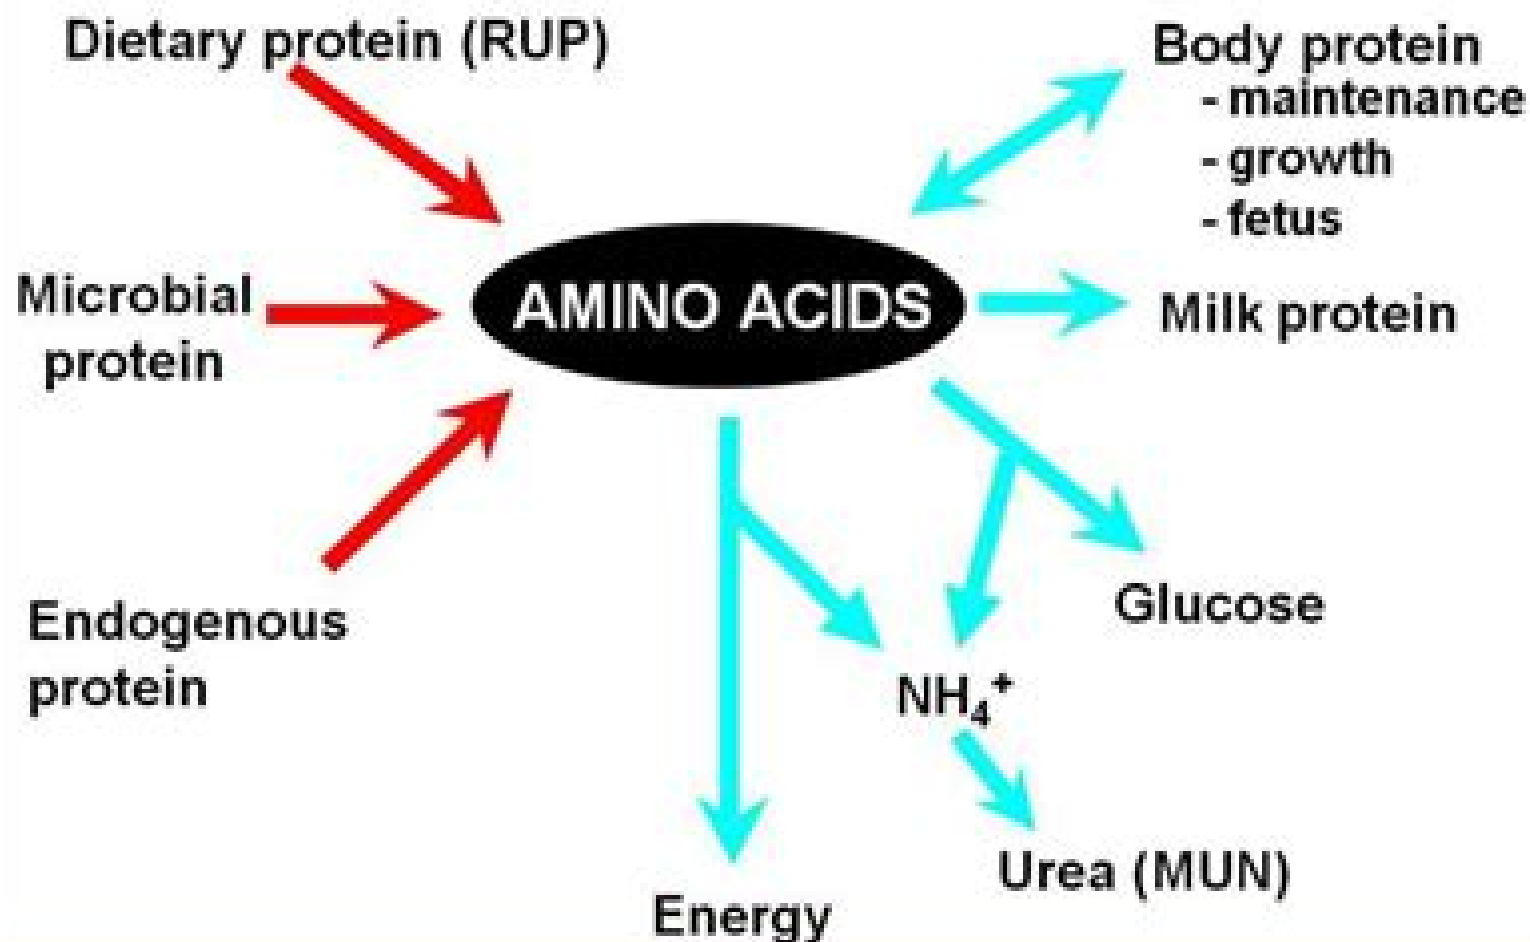 Dietary protein (RUP)
Body protein
- maintenance
- growth
- fetus
Microbial
protein
AMINO ACIDS
Milk protein
Endogenous
protein
Glucose
NH₄⁺
Urea (MUN)
Energy